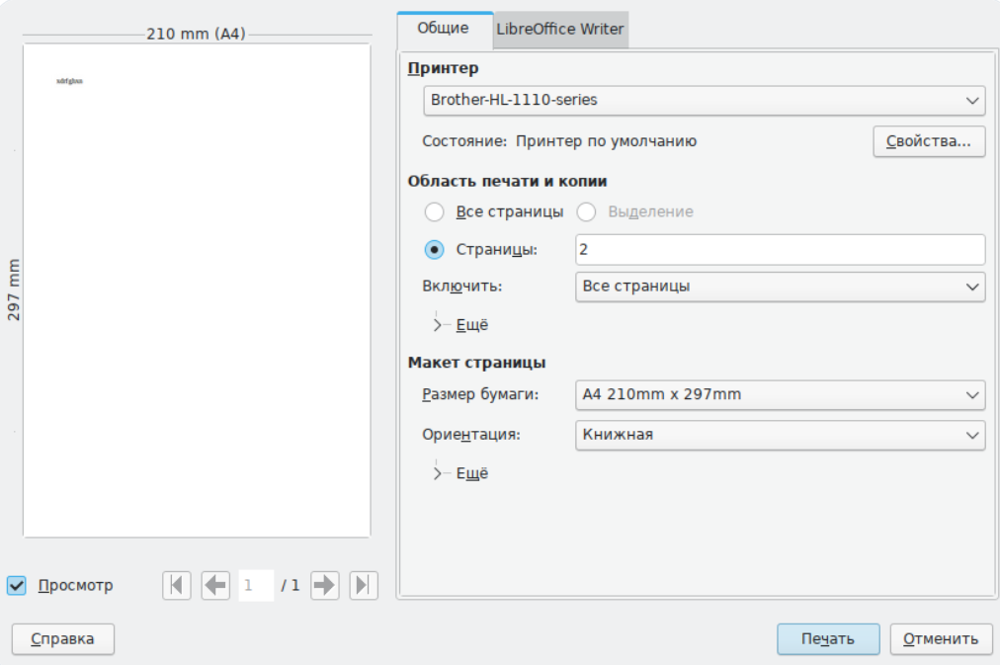 210 mm (A4)
297 mm
Просмотр
1 / 1
Общие
LibreOffice Writer
Принтер
Brother-HL-1110-series
Состояние: Принтер по умолчанию
Свойства...
Область печати и копии
Все страницы
Выделение
Страницы: 2
Включить: Все страницы
Ещё
Макет страницы
Размер бумаги: A4 210mm x 297mm
Ориентация: Книжная
Ещё
Справка
Печать
Отменить